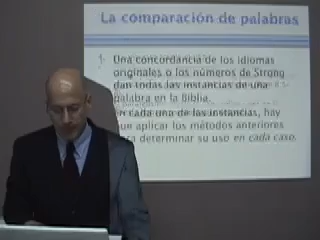 La comparación de palabras
Una concordancia de los idiomas
originales o los números de Strong
dan todas las instancias de una
palabra en la Biblia.
en cada una de las instancias, hay
que aplicar los métodos anteriores
para determinar su uso en cada caso.